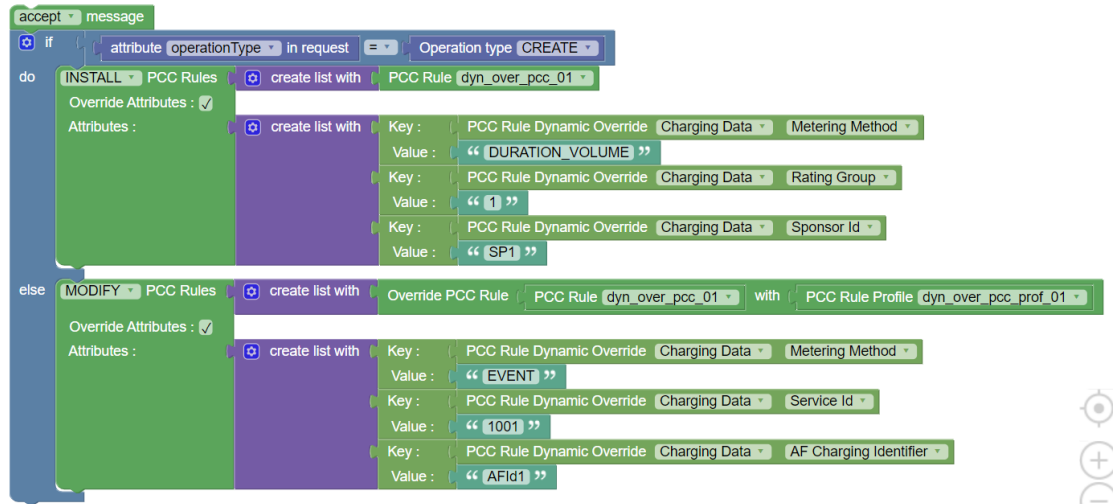 accept message
if attribute operationType in request = Operation type CREATE
do INSTALL PCC Rules create list with PCC Rule dyn_over_pcc_01
Override Attributes :
Attributes : create list with Key : PCC Rule Dynamic Override Charging Data Metering Method
Value : “ DURATION_VOLUME ”
Key : PCC Rule Dynamic Override Charging Data Rating Group
Value : “ 1 ”
Key : PCC Rule Dynamic Override Charging Data Sponsor Id
Value : “ SP1 ”
else MODIFY PCC Rules create list with Override PCC Rule PCC Rule dyn_over_pcc_01 with PCC Rule Profile dyn_over_pcc_prof_01
Override Attributes :
Attributes : create list with Key : PCC Rule Dynamic Override Charging Data Metering Method
Value : “ EVENT ”
Key : PCC Rule Dynamic Override Charging Data Service Id
Value : “ 1001 ”
Key : PCC Rule Dynamic Override Charging Data AF Charging Identifier
Value : “ AFId1 ”